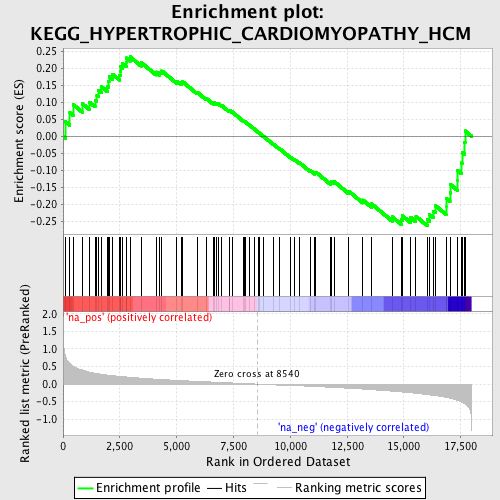 Enrichment plot:
KEGG_HYPERTROPHIC_CARDIOMYOPATHY_HCM
Enrichment score (ES)
0.25
0.20
0.15
0.10
0.05
0.00
-0.05
-0.10
-0.15
-0.20
-0.25
'na_pos' (positively correlated)
Ranked list metric (PreRanked)
2.0
1.5
1.0
0.5
0.0
-0.5
-1.0
Zero cross at 8540
'na_neg' (negatively correlated)
0
2,500
5,000
7,500
10,000
12,500
15,000
17,500
Rank in Ordered Dataset
Enrichment profile
Hits
Ranking metric scores